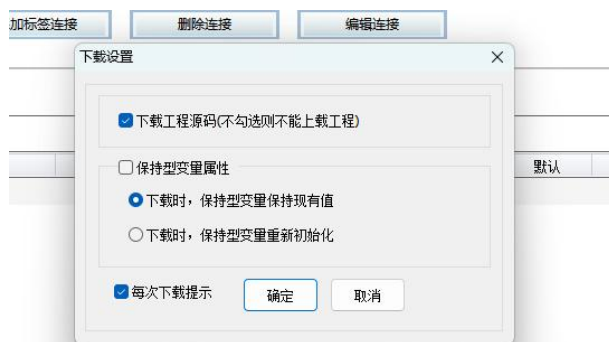 加标签连接 删除连接 编辑连接
下载设置
下载工程源码(不勾选则不能上载工程)
保持型变量属性
默认
下载时，保持型变量保持现有值
下载时，保持型变量重新初始化
每次下载提示 确定 取消